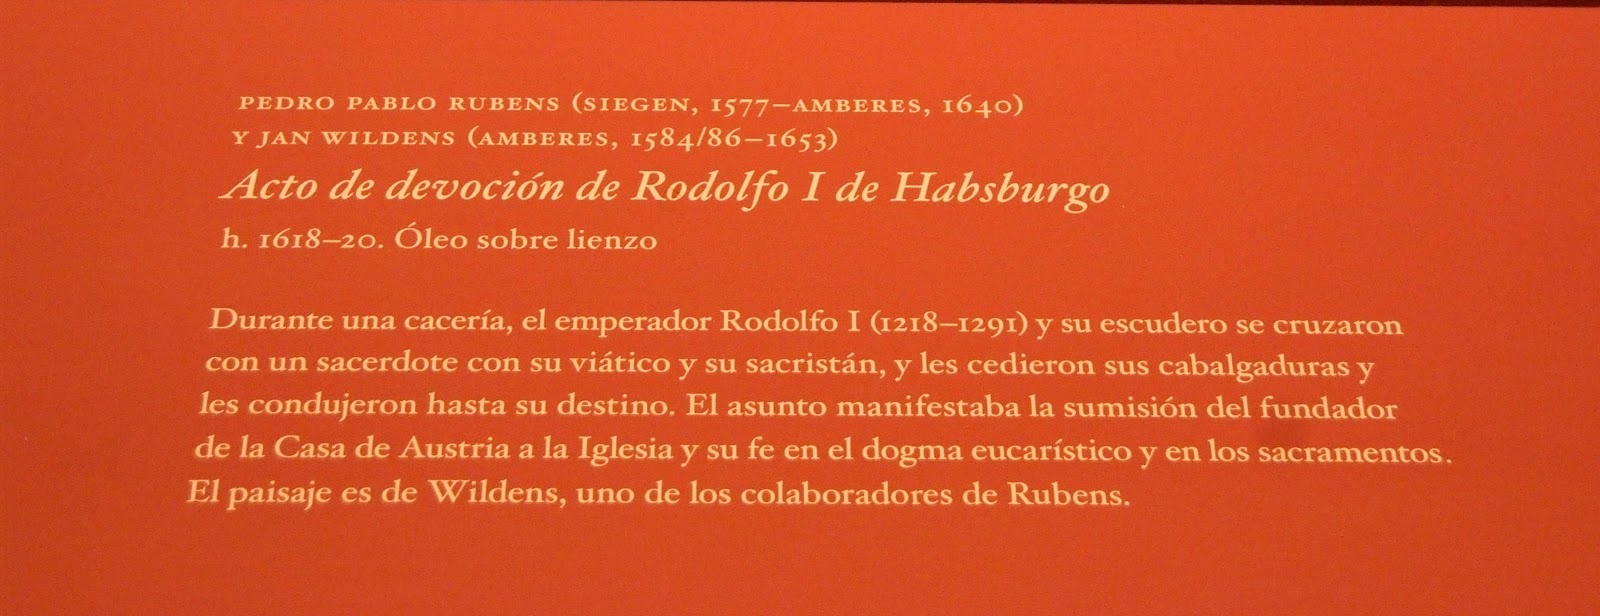 PEDRO PABLO RUBENS (SIEGEN, 1577–AMBERES, 1640)
Y JAN WILDENS (AMBERES, 1584/86–1653)
Acto de devoción de Rodolfo I de Habsburgo
h. 1618–20. Óleo sobre lienzo
Durante una cacería, el emperador Rodolfo I (1218–1291) y su escudero se cruzaron
con un sacerdote con su viático y su sacristán, y les cedieron sus cabalgaduras y
les condujeron hasta su destino. El asunto manifestaba la sumisión del fundador
de la Casa de Austria a la Iglesia y su fe en el dogma eucarístico y en los sacramentos.
El paisaje es de Wildens, uno de los colaboradores de Rubens.